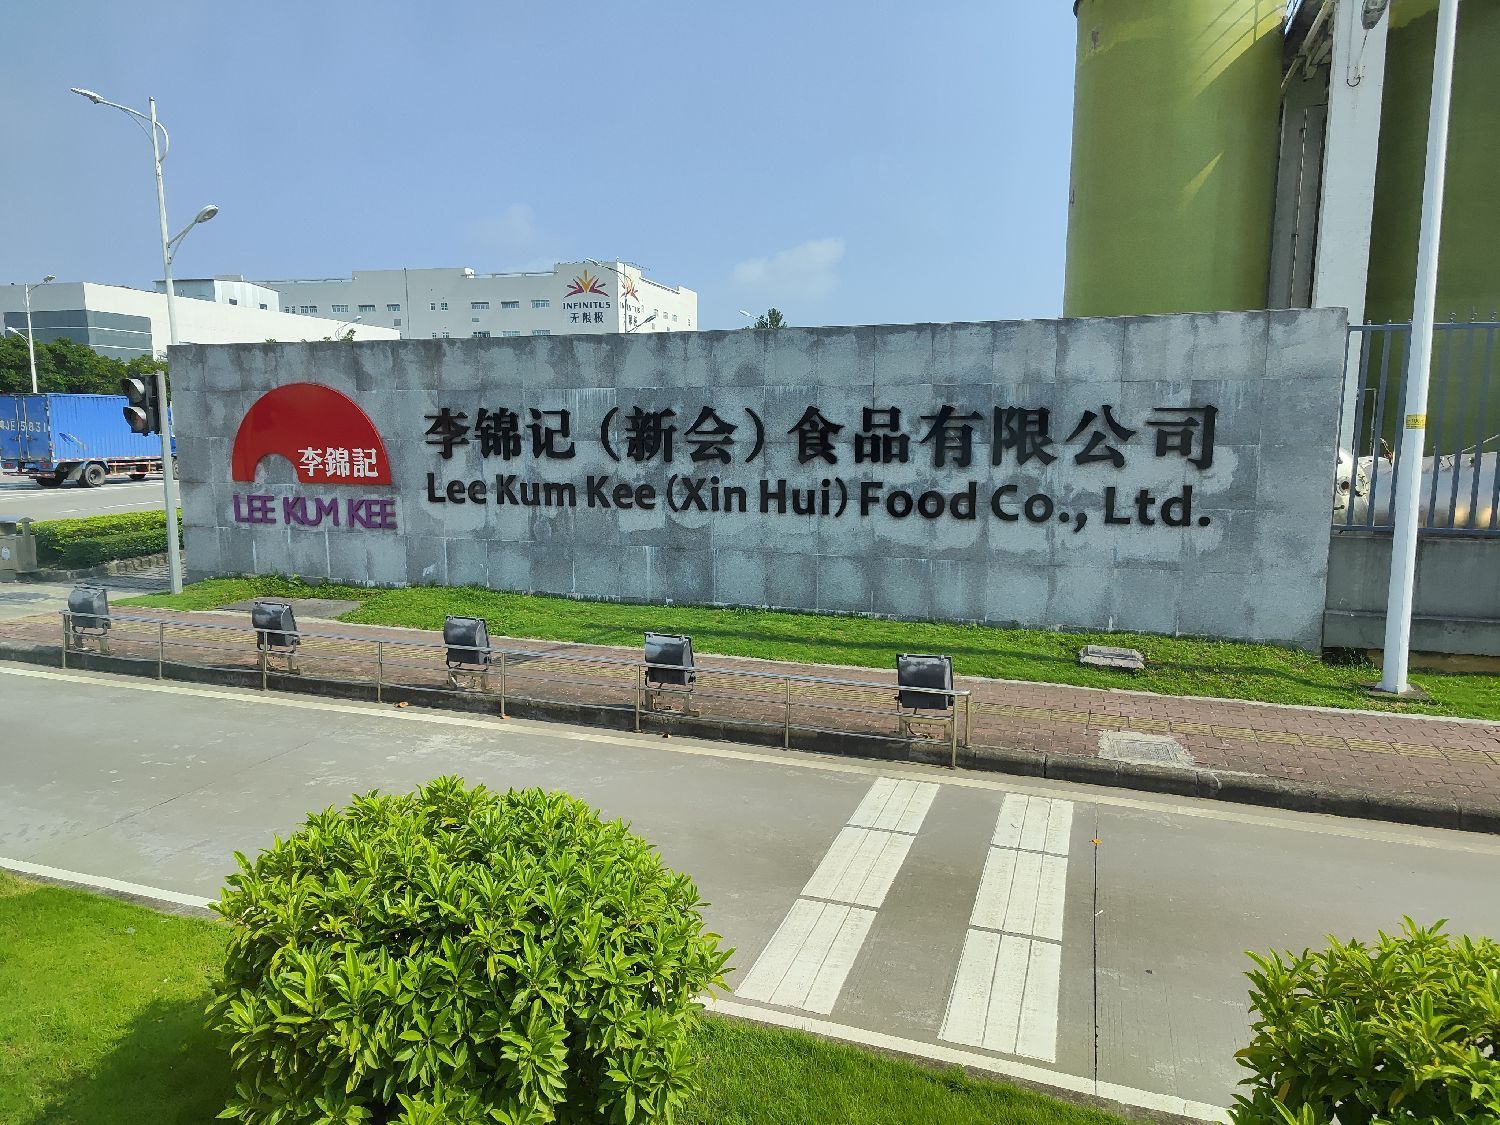 INFINITUS
无限极
李錦記
LEE KUM KEE
李锦记（新会）食品有限公司
Lee Kum Kee (Xin Hui) Food Co., Ltd.